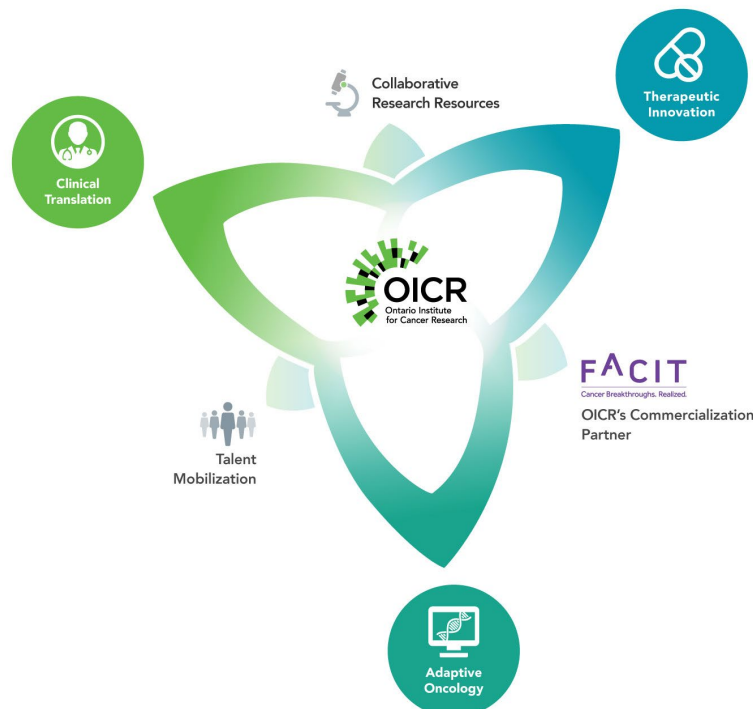 Collaborative
Research Resources
Therapeutic
Innovation
Clinical
Translation
OICR
Ontario Institute
for Cancer Research
FACIT
Cancer Breakthroughs. Realized.
OICR's Commercialization
Partner
Talent
Mobilization
Adaptive
Oncology